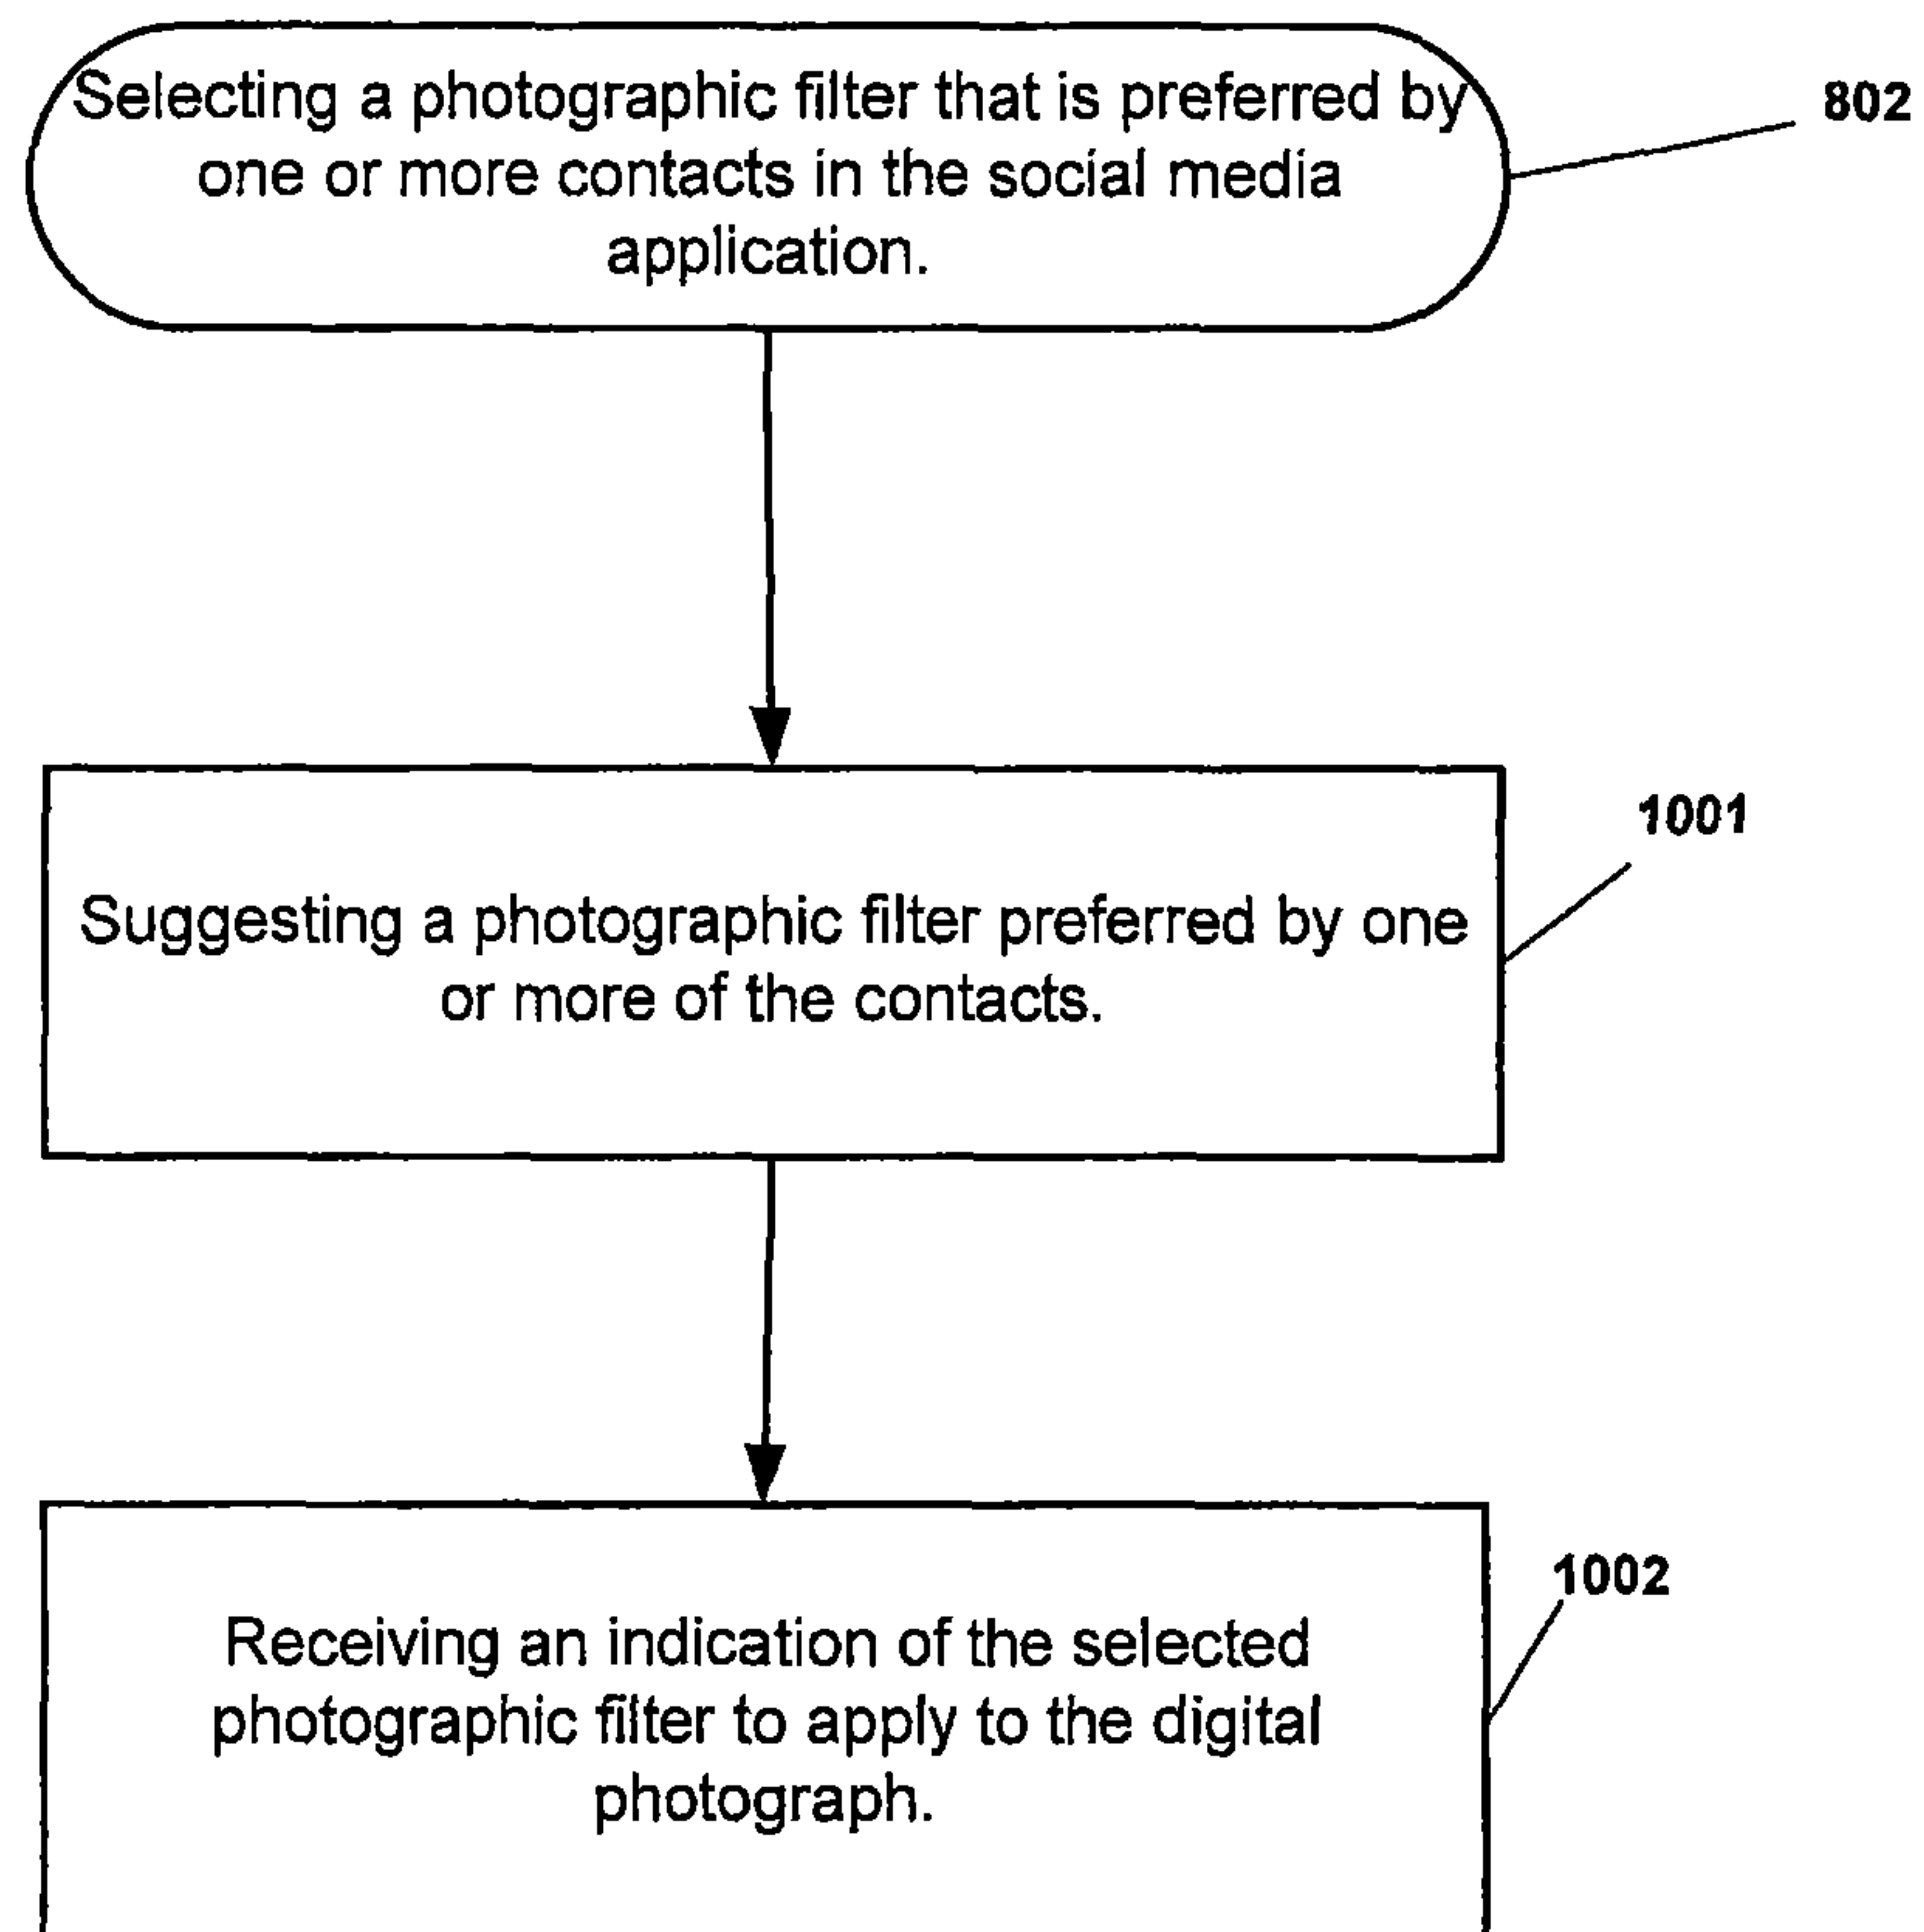 Selecting a photographic filter that is preferred by
one or more contacts in the social media
application.
802
Suggesting a photographic filter preferred by one
or more of the contacts.
1001
Receiving an indication of the selected
photographic filter to apply to the digital
photograph.
1002